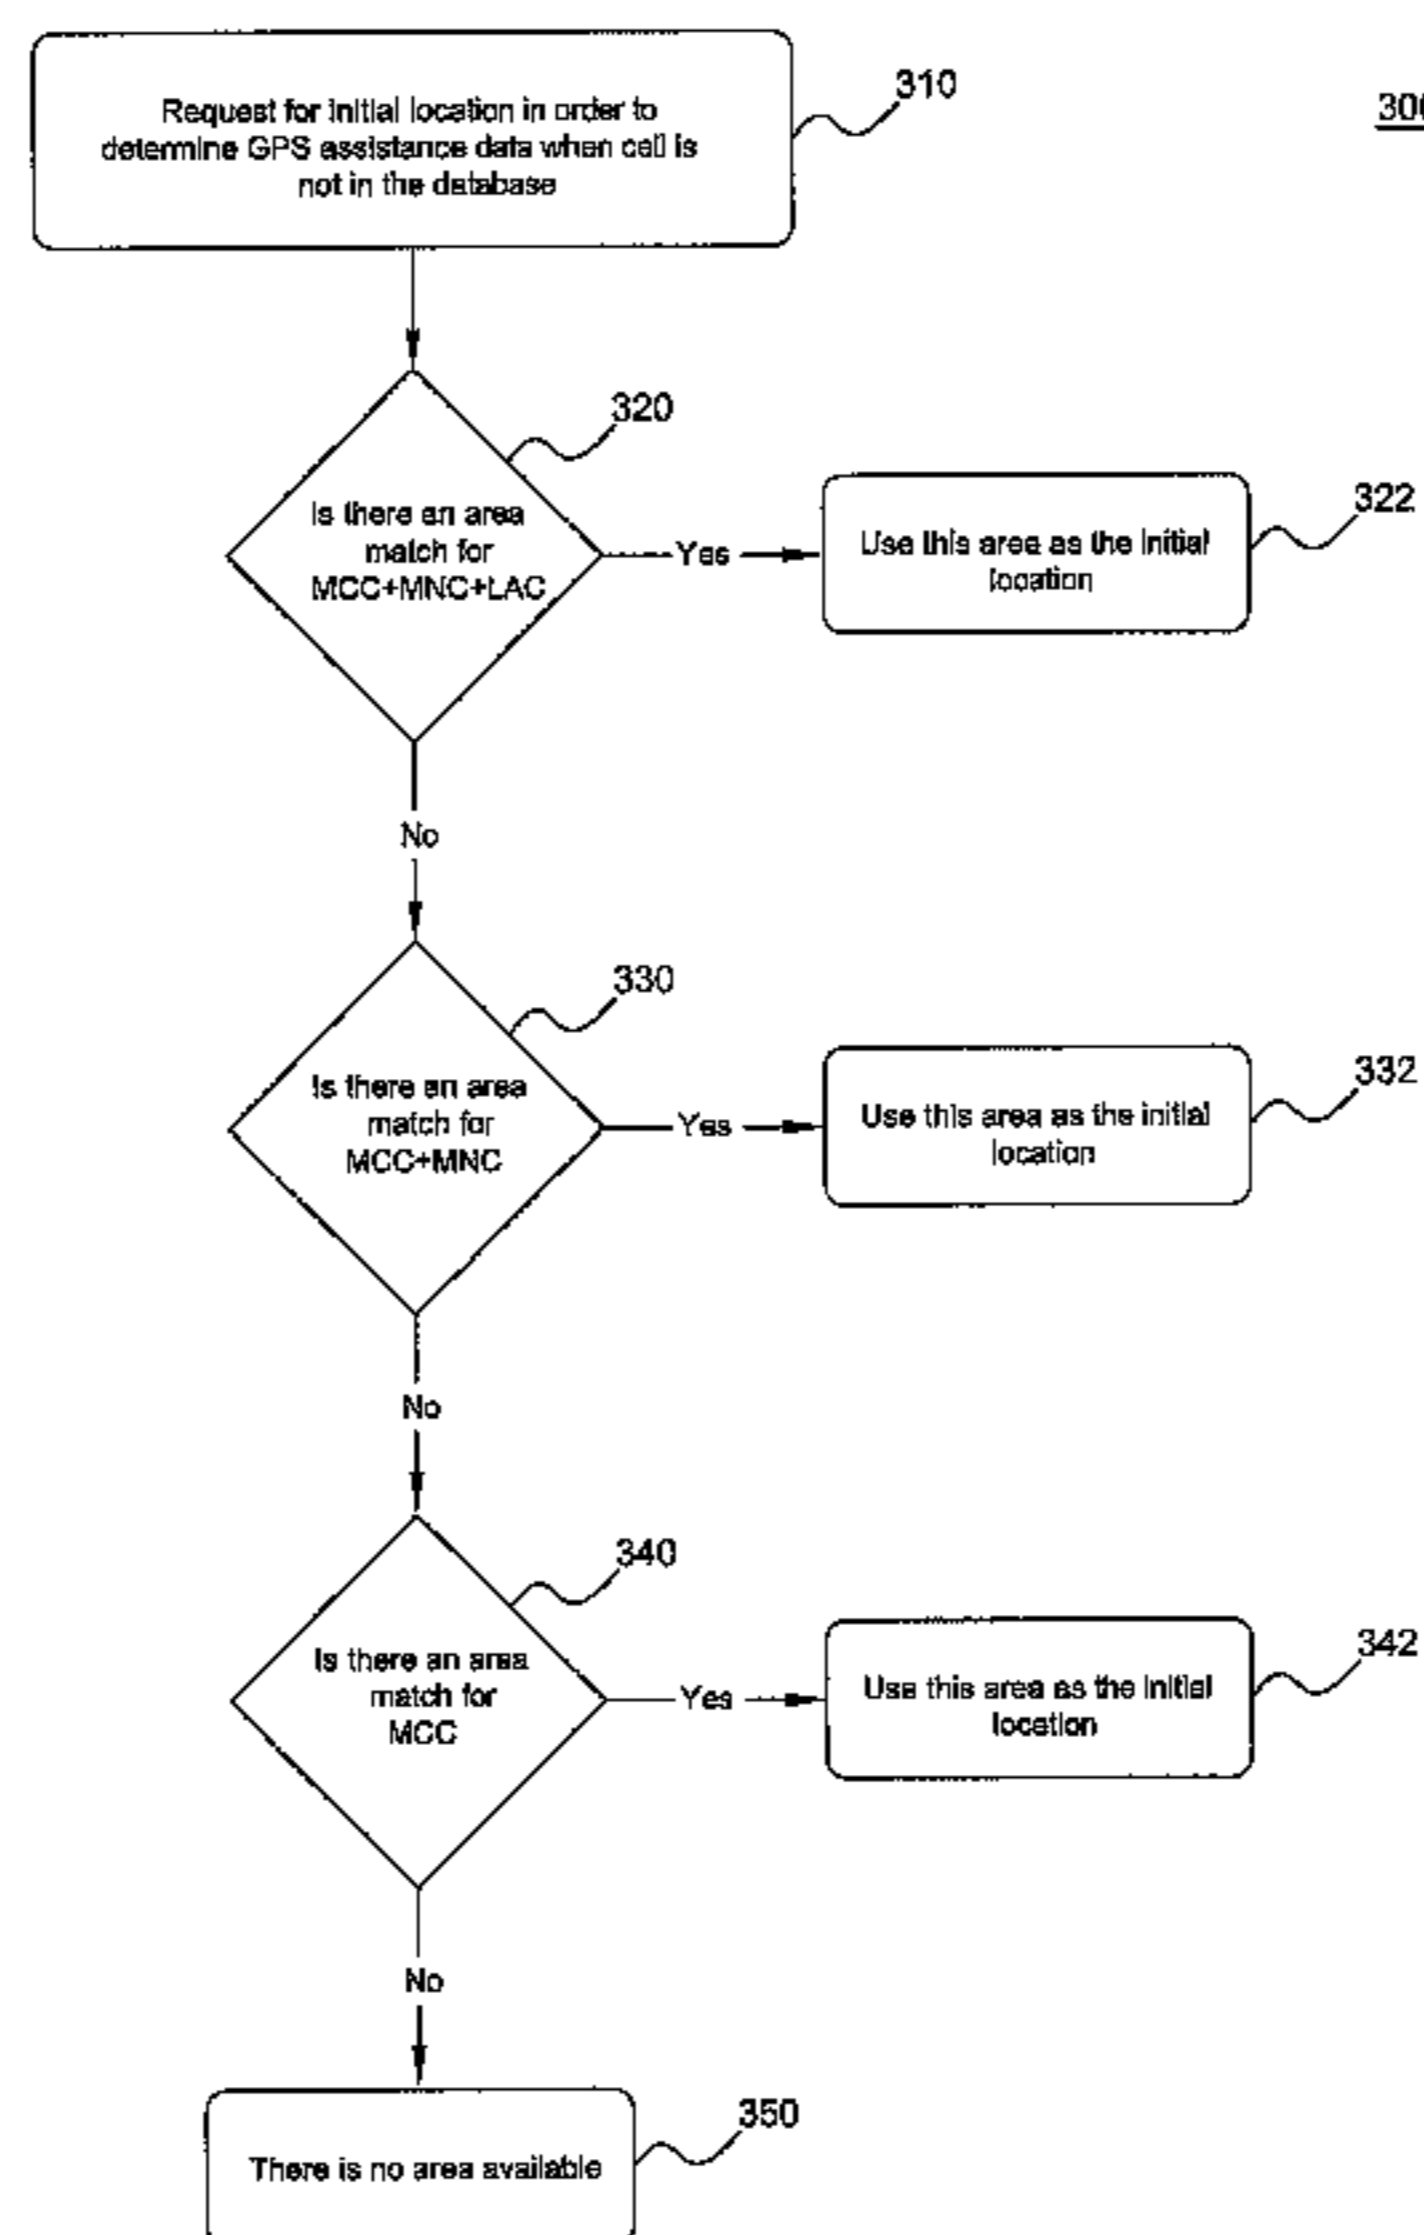 310
300
Request for initial location in order to
determine GPS assistance data when cell is
not in the database
320
Is there an area
match for
MCC+MNC+LAC
Yes
Use this area as the initial
location
322
No
330
Is there an area
match for
MCC+MNC
Yes
Use this area as the initial
location
332
No
340
Is there an area
match for
MCC
Yes
Use this area as the initial
location
342
No
There is no area available
350